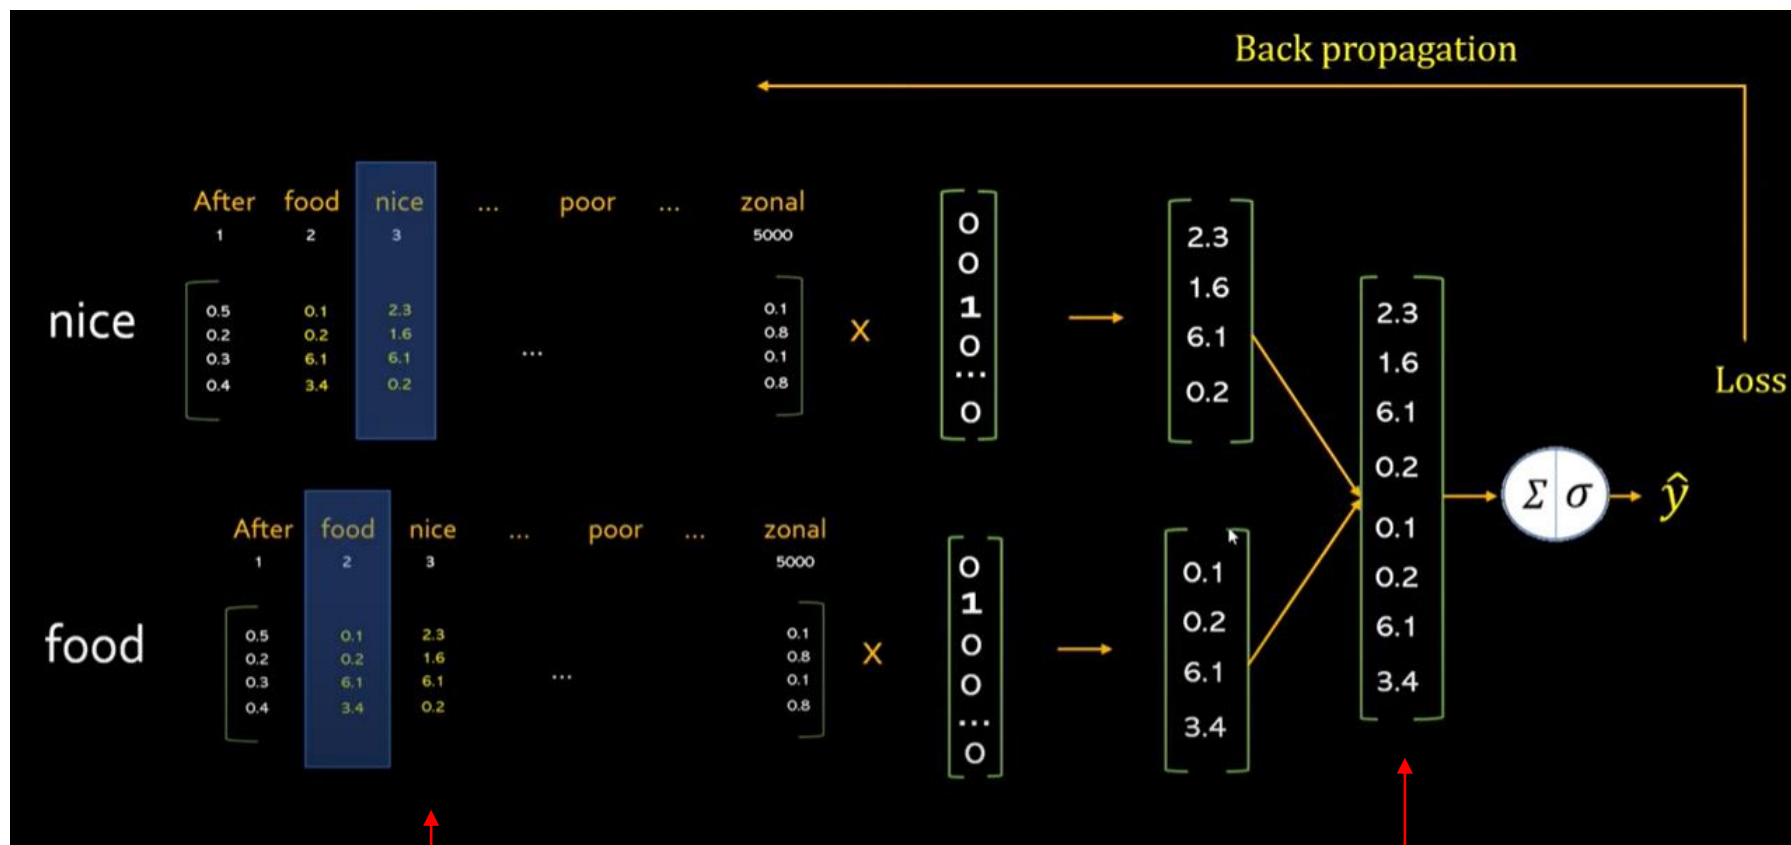 Back propagation
After food nice ... poor ... zonal
1 2 3 5000
nice
0.5 0.1 2.3 0.1
0.2 0.2 1.6 0.8
0.3 6.1 6.1 ... 0.1
0.4 3.4 0.2 0.8
X
0
0
1
0
...
0
2.3
1.6
6.1
0.2
After food nice ... poor ... zonal
1 2 3 5000
food
0.5 0.1 2.3 0.1
0.2 0.2 1.6 0.8
0.3 6.1 6.1 ... 0.1
0.4 3.4 0.2 0.8
X
0
1
0
0
...
0
0.1
0.2
6.1
3.4
2.3
1.6
6.1
0.2
0.1
0.2
6.1
3.4
Σ σ
ŷ
Loss